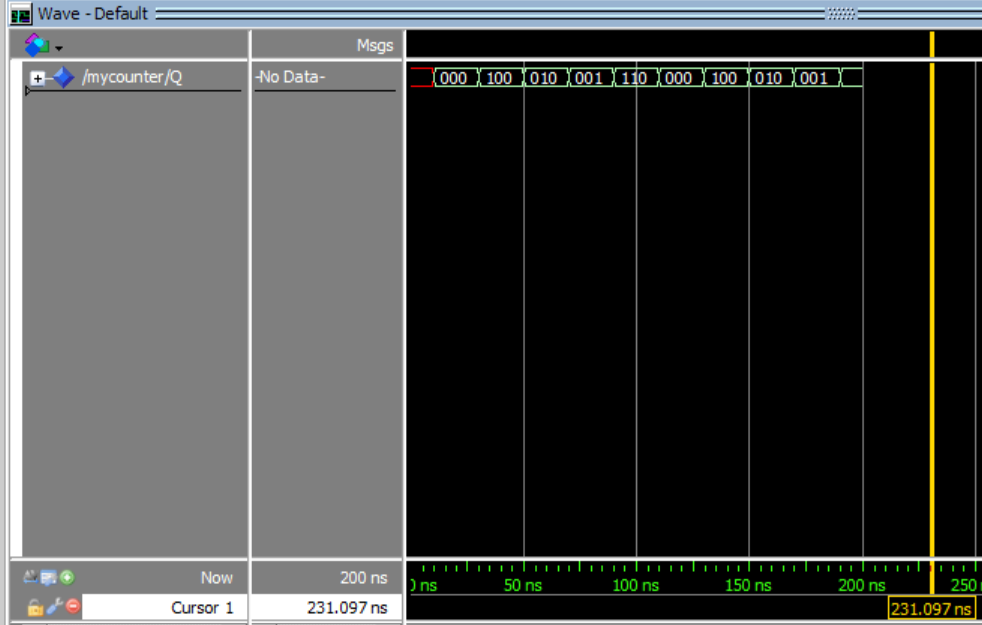 Wave - Default
Msgs
/mycounter/Q -No Data- 000 100 010 001 110 000 100 010 001
Now 200 ns 0 ns 50 ns 100 ns 150 ns 200 ns 250
Cursor 1 231.097 ns 231.097 ns